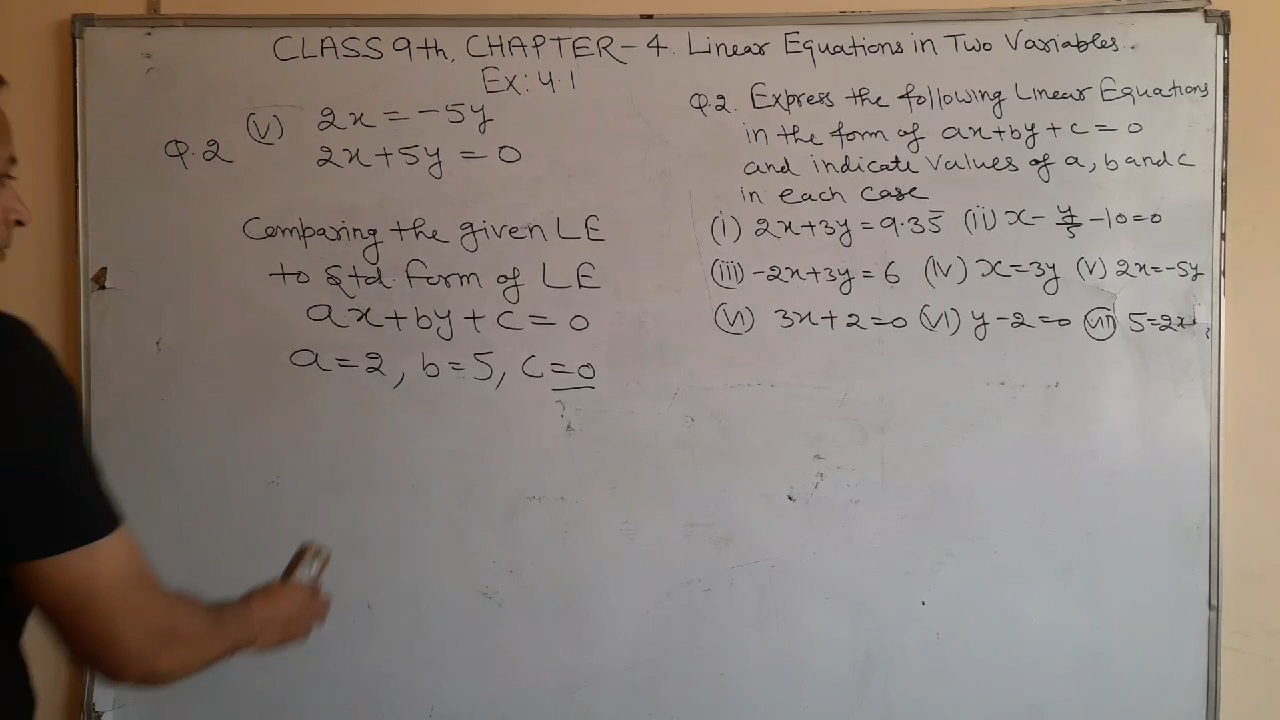 CLASS 9th, CHAPTER-4. Linear Equations in Two Variables.
Ex: 4.1
Q.2 (V) 2x = -5y
2x+5y = 0
Comparing the given LE
to Std. form of LE
ax+by+c=0
a=2, b=5, c=0
Q.2. Express the following Linear Equations
in the form of ax+by+c=0
and indicate values of a, b and c
in each case
(i) 2x+3y=9.35 (ii) x - y/5 - 10=0
(iii) -2x+3y=6 (iv) x=3y (v) 2x=-5y
(vi) 3x+2=0 (vi) y-2=0 (vii) 5=2x